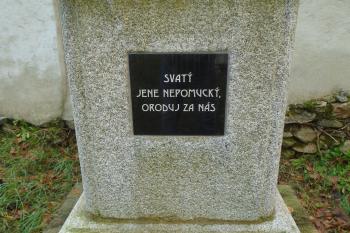 SVATÝ
JENE NEPOMUCKÝ,
ORODUJ ZA NÁS